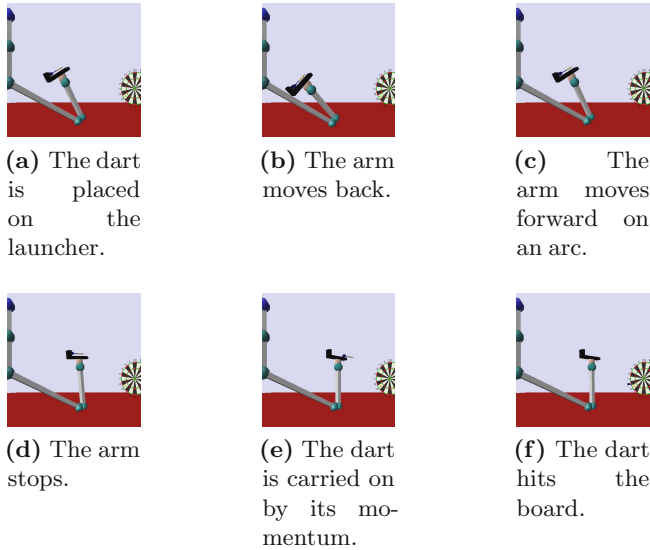 (a) The dart
is placed
on the
launcher.
(b) The arm
moves back.
(c) The
arm moves
forward on
an arc.
(d) The arm
stops.
(e) The dart
is carried on
by its mo-
mentum.
(f) The dart
hits the
board.